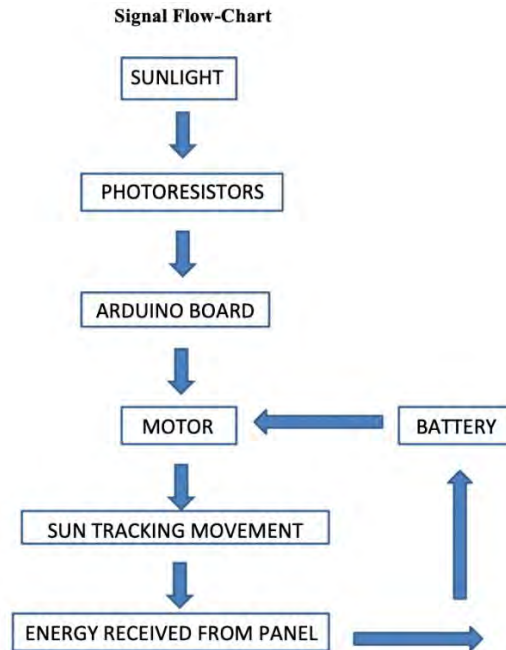 Signal Flow-Chart
SUNLIGHT
PHOTORESISTORS
ARDUINO BOARD
MOTOR
BATTERY
SUN TRACKING MOVEMENT
ENERGY RECEIVED FROM PANEL